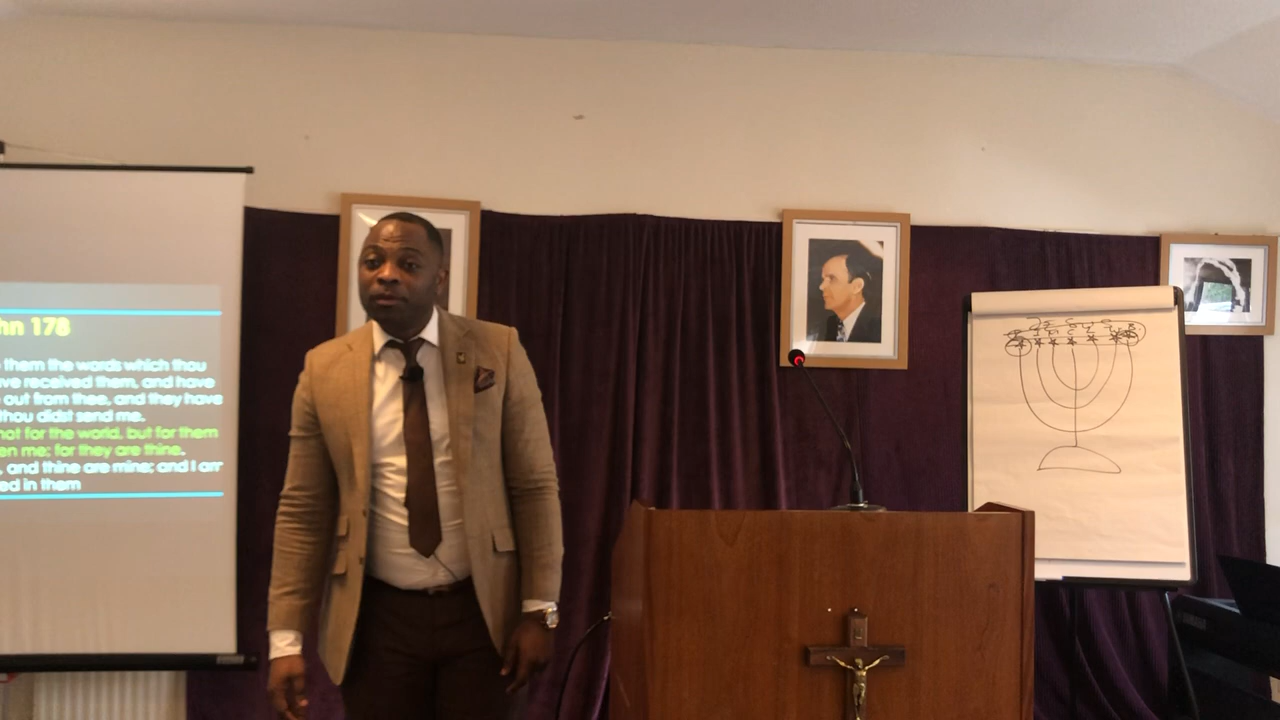 hn 178
them the words which thou
ve received them, and have
out from thee, and they have
thou didst send me.
not for the world, but for them
en me; for they are thine.
, and thine are mine; and I am
ed in them